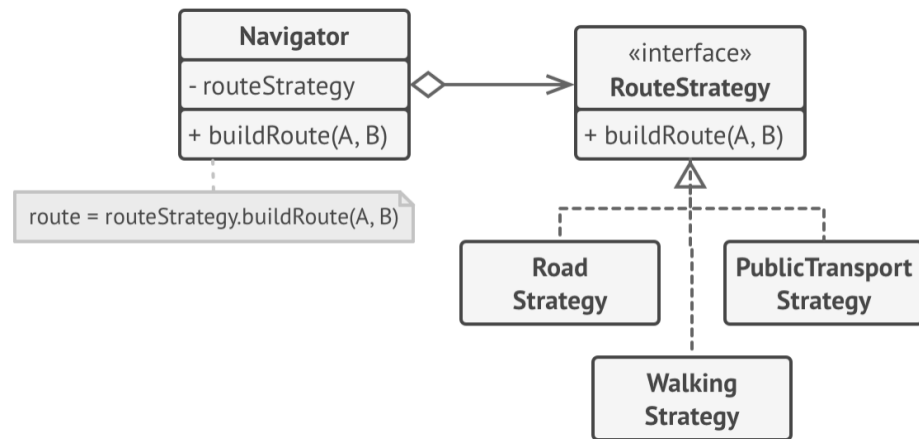 Navigator
- routeStrategy
+ buildRoute(A, B)
route = routeStrategy.buildRoute(A, B)
«interface»
RouteStrategy
+ buildRoute(A, B)
Road
Strategy
PublicTransport
Strategy
Walking
Strategy